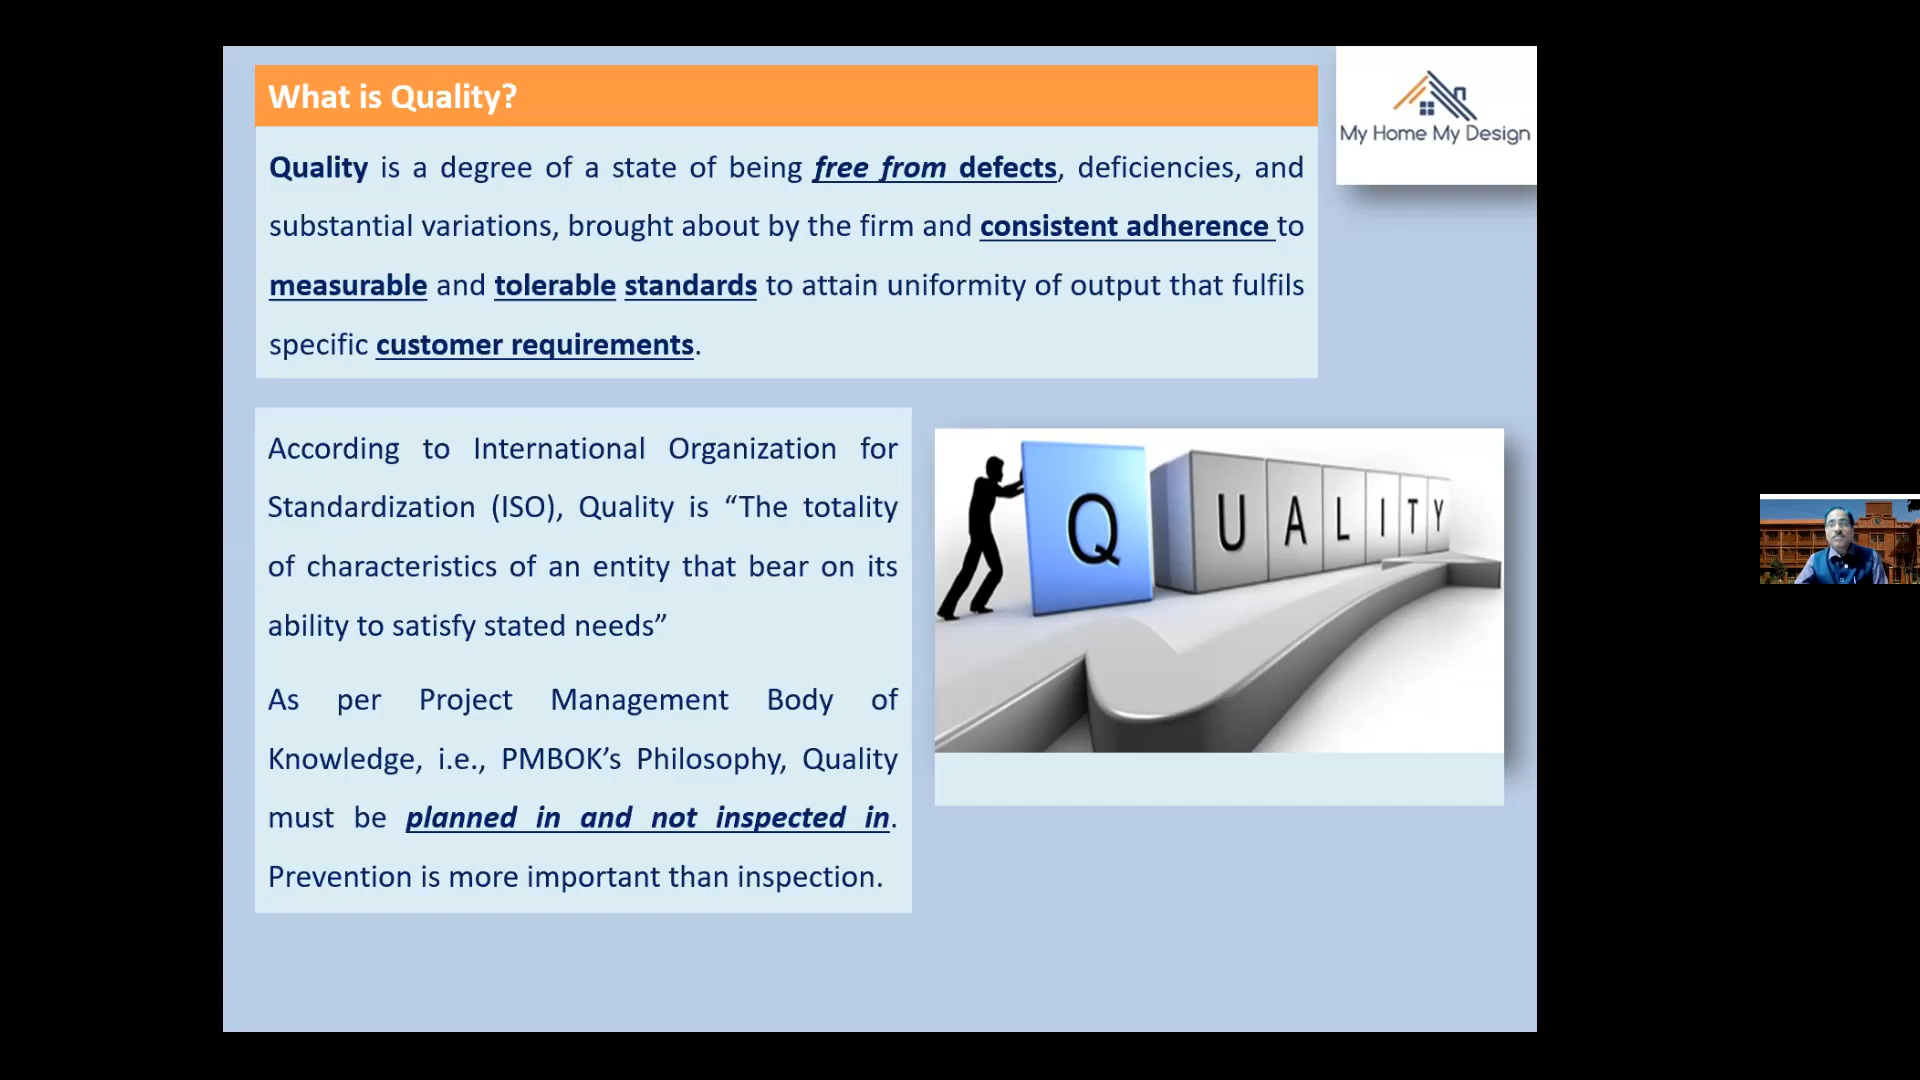 What is Quality?
My Home My Design
Quality is a degree of a state of being free from defects, deficiencies, and
substantial variations, brought about by the firm and consistent adherence to
measurable and tolerable standards to attain uniformity of output that fulfils
specific customer requirements.
According to International Organization for
Standardization (ISO), Quality is “The totality
of characteristics of an entity that bear on its
ability to satisfy stated needs”
As per Project Management Body of
Knowledge, i.e., PMBOK’s Philosophy, Quality
must be planned in and not inspected in.
Prevention is more important than inspection.
QUALITY